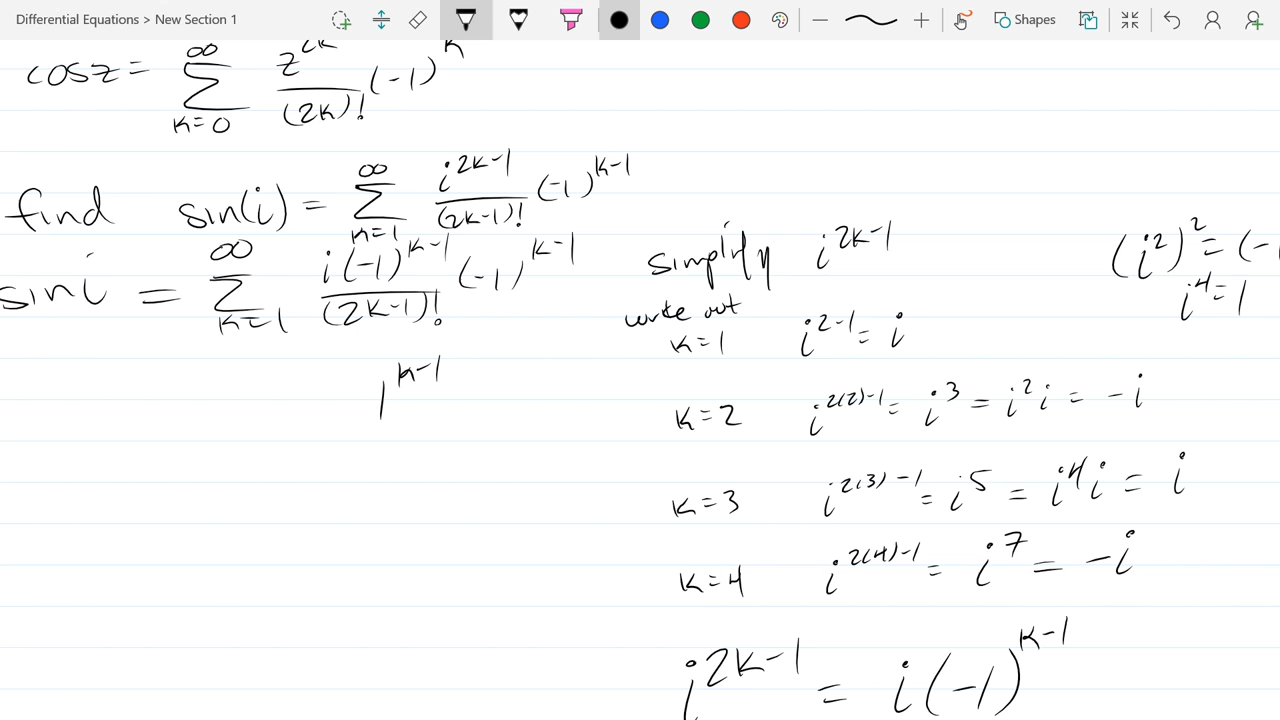 Differential Equations > New Section 1
Shapes
cos z = ∞ Σ k=0 z^2k / (2k)! (-1)^k
find sin(i) = ∞ Σ k=1 i^2k-1 / (2k-1)! (-1)^k-1
sin i = ∞ Σ k=1 i(-1)^k-1 / (2k-1)! (-1)^k-1
1^k-1
simplify i^2k-1
(i^2)^2 = (-1
i^4 = 1
write out
k=1 i^2-1 = i
k=2 i^2(2)-1 = i^3 = i^2 i = -i
k=3 i^2(3)-1 = i^5 = i^4 i = i
k=4 i^2(4)-1 = i^7 = -i
i^2k-1 = i(-1)^k-1